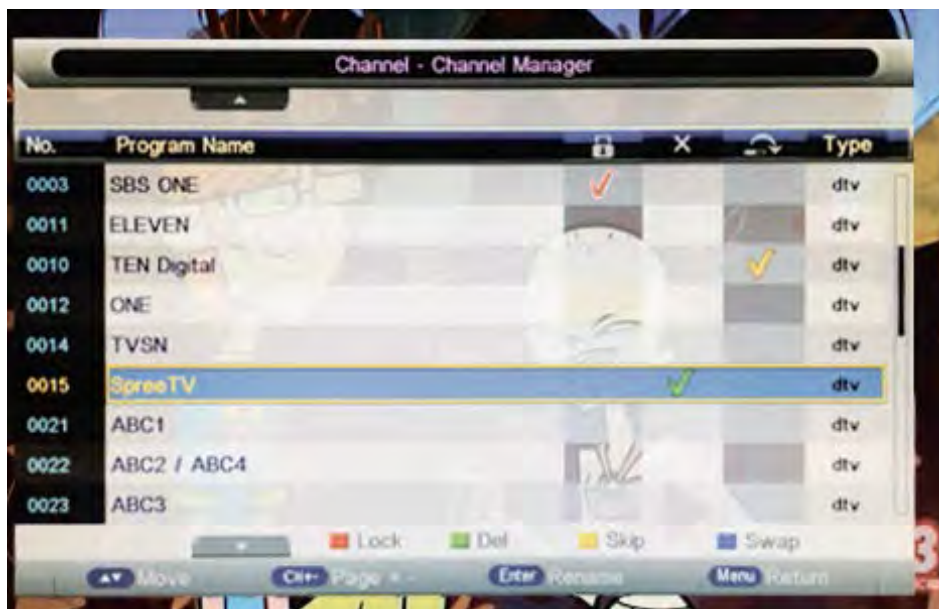 Channel - Channel Manager
No. Program Name Type
0003 SBS ONE dtv
0011 ELEVEN dtv
0010 TEN Digital dtv
0012 ONE dtv
0014 TVSN dtv
0015 SpreeTV dtv
0021 ABC1 dtv
0022 ABC2 / ABC4 dtv
0023 ABC3 dtv
Lock Del Skip Swap
Move CH+- Page + - Enter Rename Menu Return
3